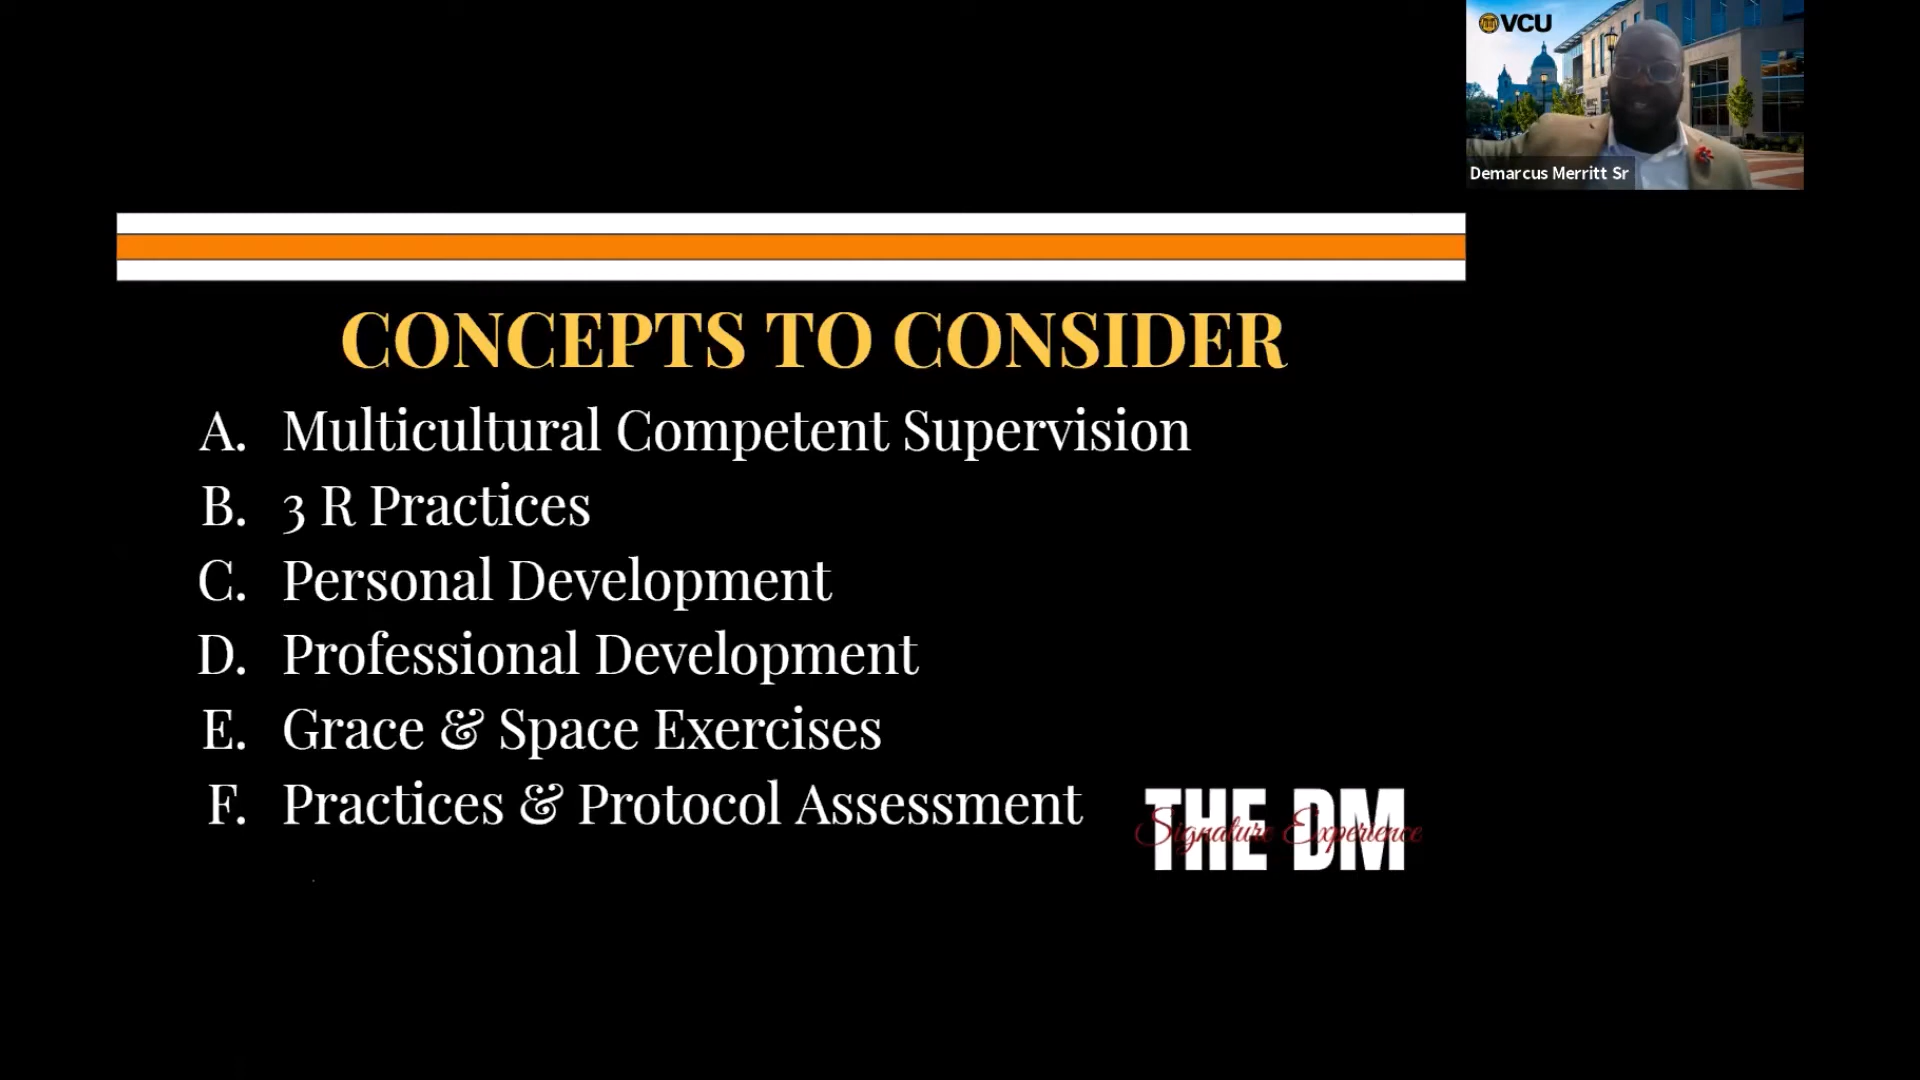 VCU
Demarcus Merritt Sr
CONCEPTS TO CONSIDER
A. Multicultural Competent Supervision
B. 3 R Practices
C. Personal Development
D. Professional Development
E. Grace & Space Exercises
F. Practices & Protocol Assessment
THE DM
Signature Experience